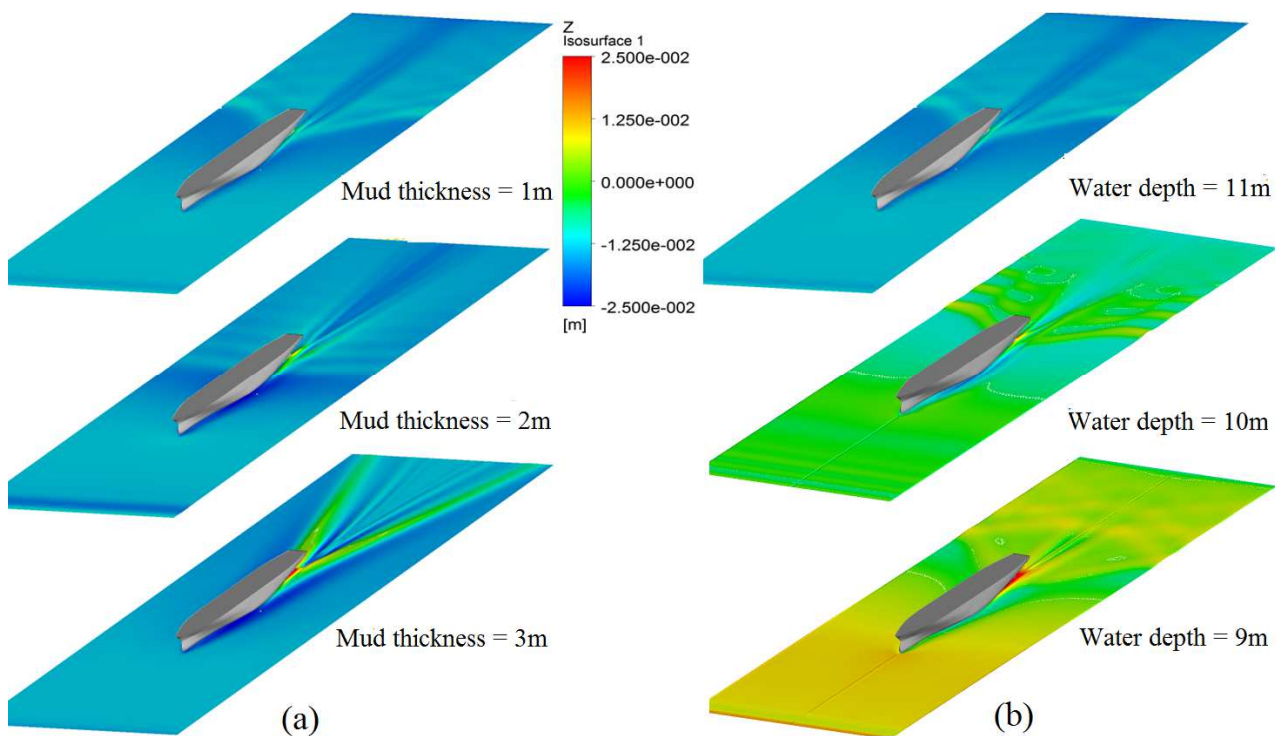 Z
Isosurface 1
2.500e-002
1.250e-002
0.000e+000
-1.250e-002
-2.500e-002
[m]
Mud thickness = 1m
Mud thickness = 2m
Mud thickness = 3m
(a)
Water depth = 11m
Water depth = 10m
Water depth = 9m
(b)